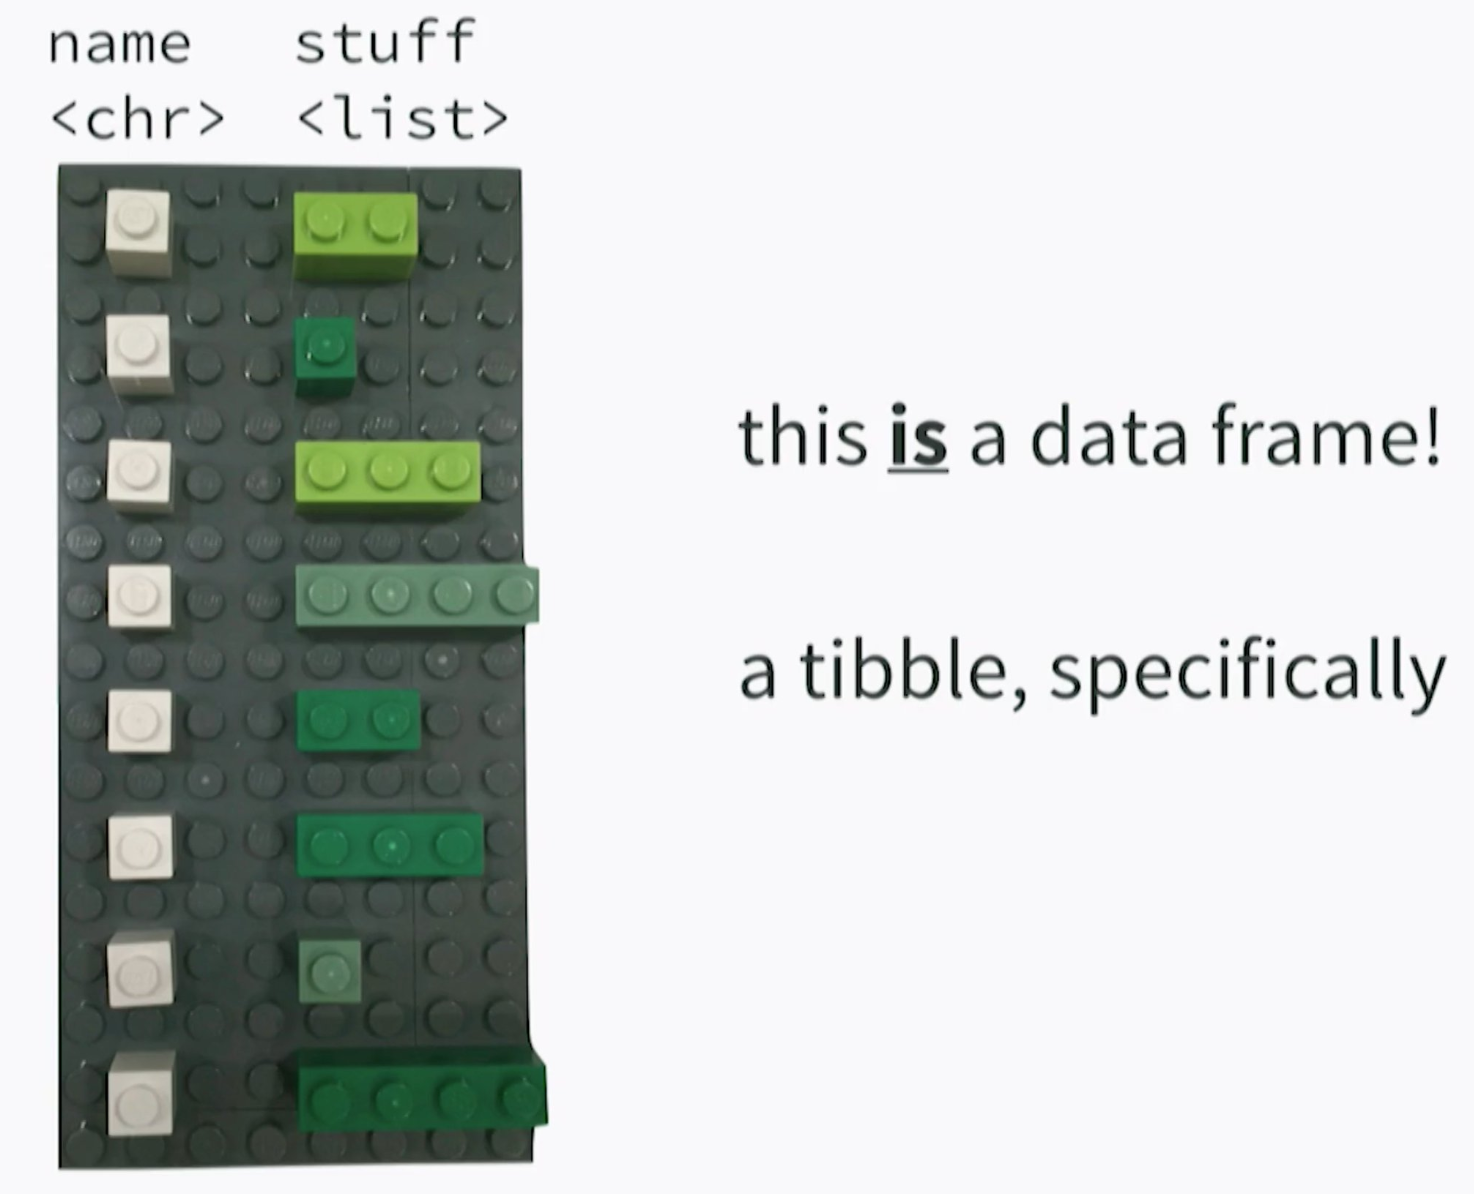 name stuff
<chr> <list>
this is a data frame!
a tibble, specifically